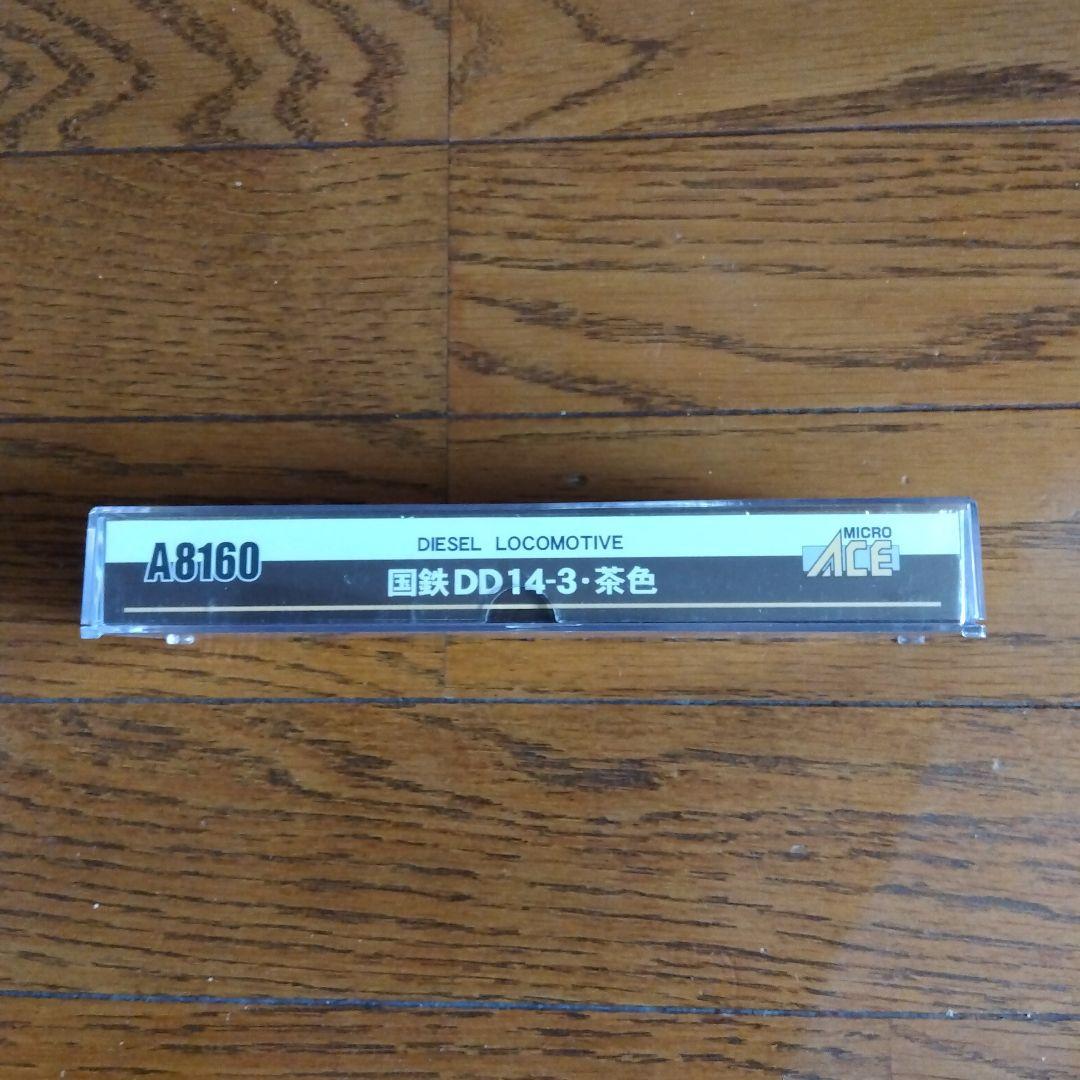 A8160
DIESEL LOCOMOTIVE
国鉄DD14-3・茶色
MICRO
ACE